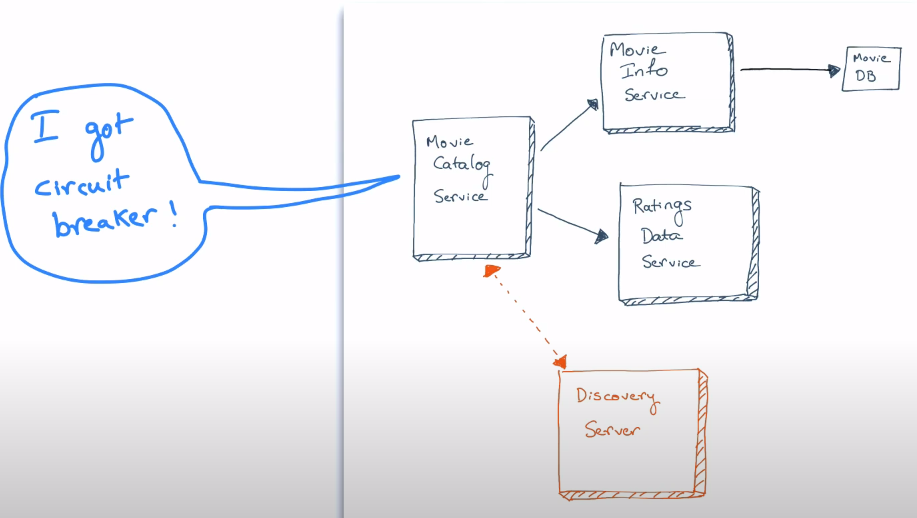 I got
circuit
breaker!
Movie
Catalog
Service
Movie
Info
Service
Movie
DB
Ratings
Data
Service
Discovery
Server